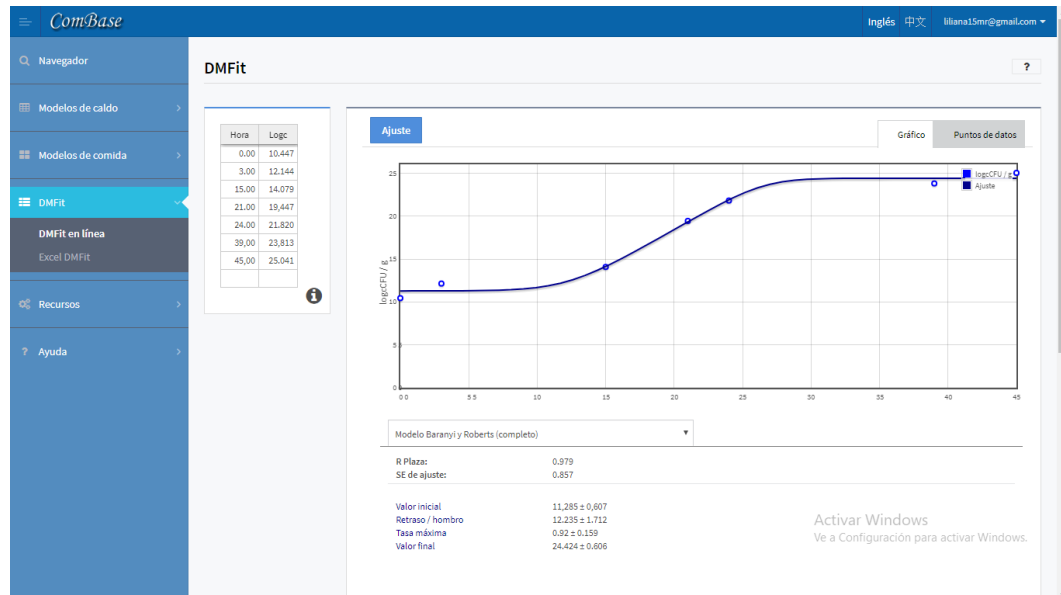 ComBase
Inglés 中文 liliana15mr@gmail.com
Navegador
Modelos de caldo
Modelos de comida
DMFit
DMFit en línea
Excel DMFit
Recursos
Ayuda
DMFit
?
Hora Logc
0.00 10.447
3.00 12.144
15.00 14.079
21.00 19,447
24.00 21.820
39,00 23,813
45,00 25.041
Ajuste
Gráfico Puntos de datos
logcCFU / g
Ajuste
25
20
15
10
5
0
logcCFU / g
0 0 5 5 10 15 20 25 30 35 40 45
Modelo Baranyi y Roberts (completo)
R Plaza: 0.979
SE de ajuste: 0.857
Valor inicial 11,285 ± 0,607
Retraso / hombro 12.235 ± 1.712
Tasa máxima 0.92 ± 0.159
Valor final 24.424 ± 0.606
Activar Windows
Ve a Configuración para activar Windows.